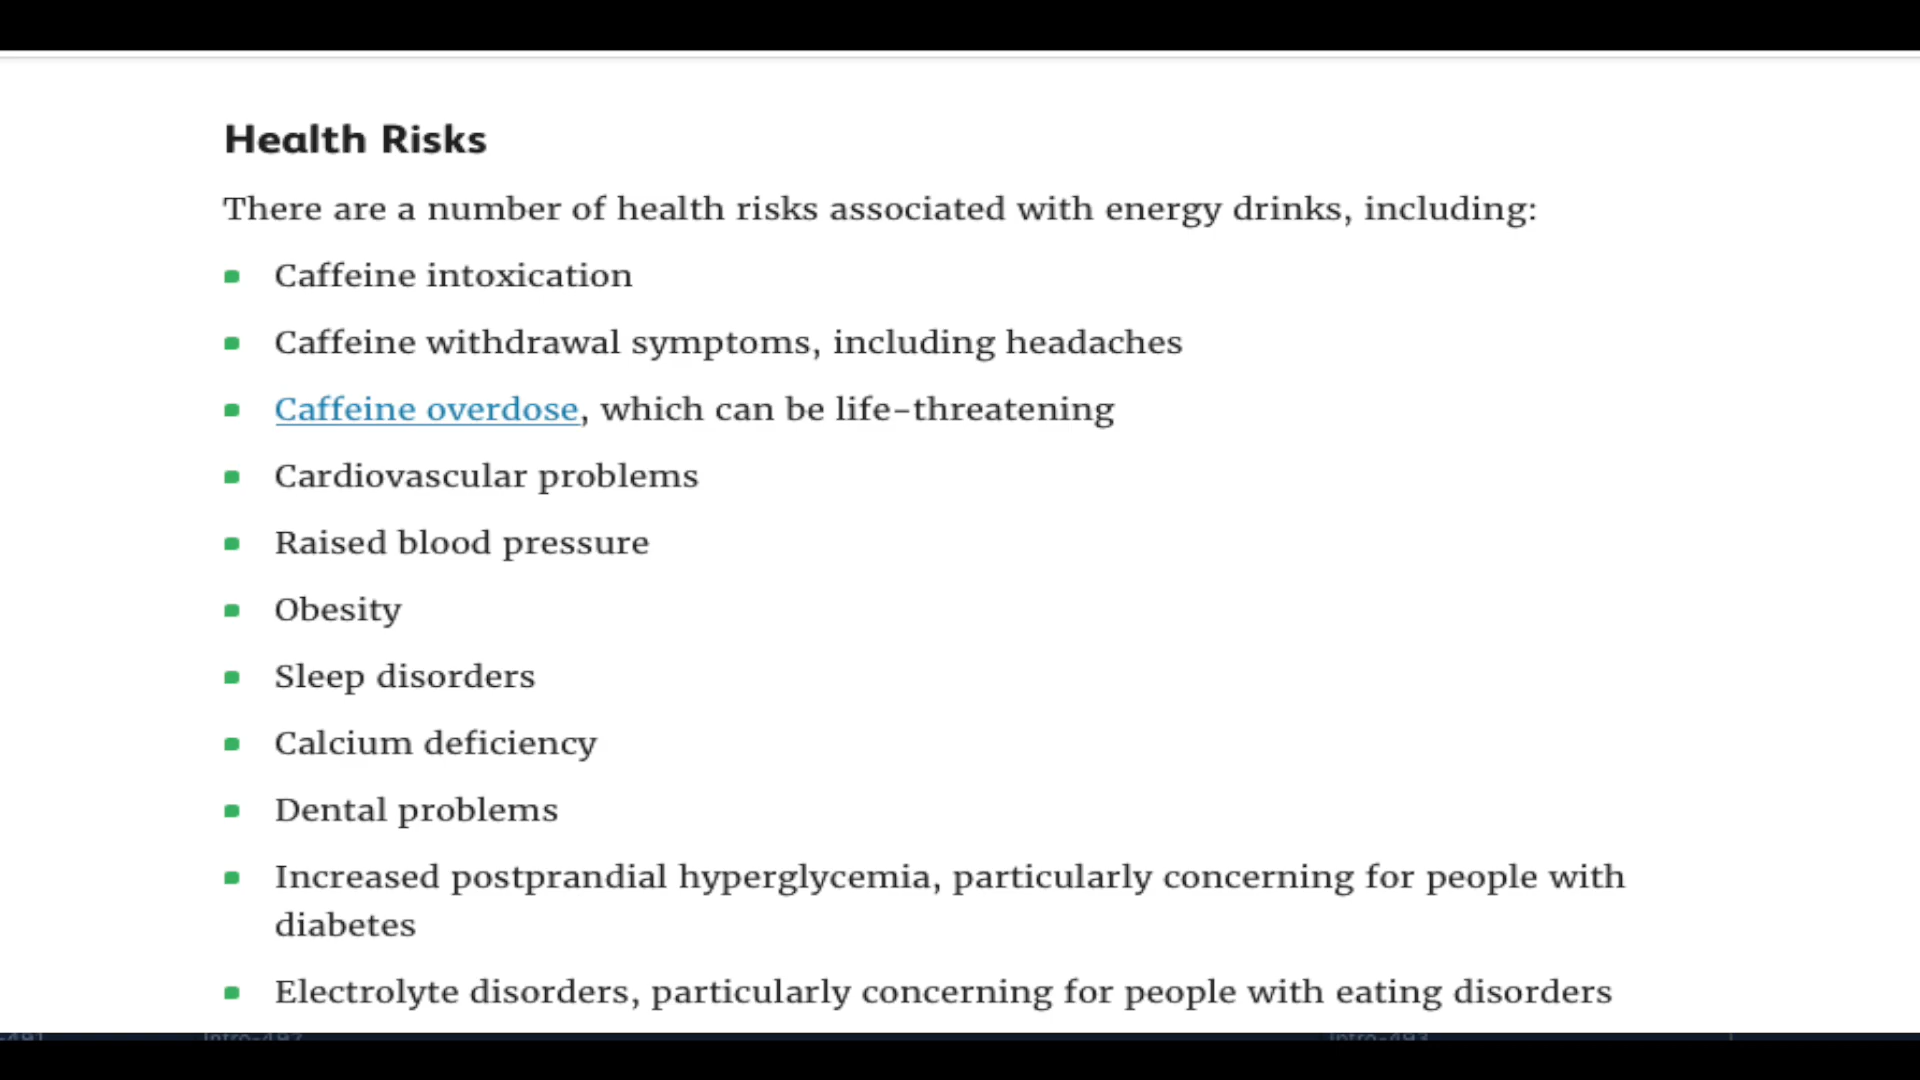 Health Risks
There are a number of health risks associated with energy drinks, including:
Caffeine intoxication
Caffeine withdrawal symptoms, including headaches
Caffeine overdose, which can be life-threatening
Cardiovascular problems
Raised blood pressure
Obesity
Sleep disorders
Calcium deficiency
Dental problems
Increased postprandial hyperglycemia, particularly concerning for people with
diabetes
Electrolyte disorders, particularly concerning for people with eating disorders